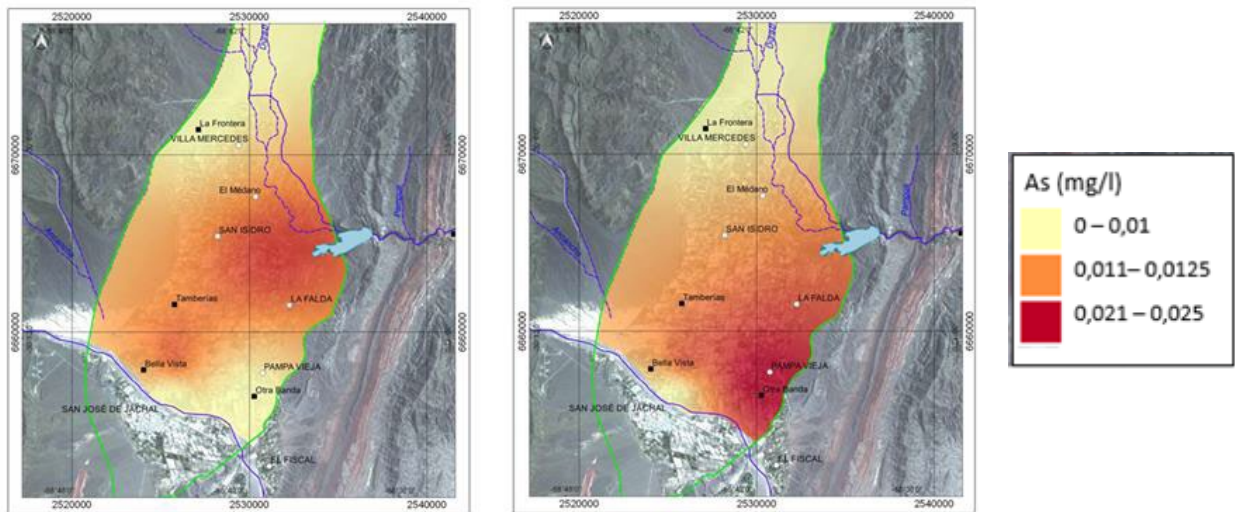 2520000 2530000 2540000
La Frontera
VILLA MERCEDES
6670000 6670000
El Médano
SAN ISIDRO
Tamberías
LA FALDA
6660000 6660000
Bella Vista
PAMPA VIEJA
Otra Banda
SAN JOSÉ DE JACHAL
EL FISCAL
2520000 2530000 2540000
2520000 2530000 2540000
La Frontera
VILLA MERCEDES
6670000 6670000
El Médano
SAN ISIDRO
Tamberías
LA FALDA
6660000 6660000
Bella Vista
PAMPA VIEJA
Otra Banda
SAN JOSÉ DE JACHAL
EL FISCAL
2520000 2530000 2540000
As (mg/l)
0 – 0,01
0,011– 0,0125
0,021 – 0,025